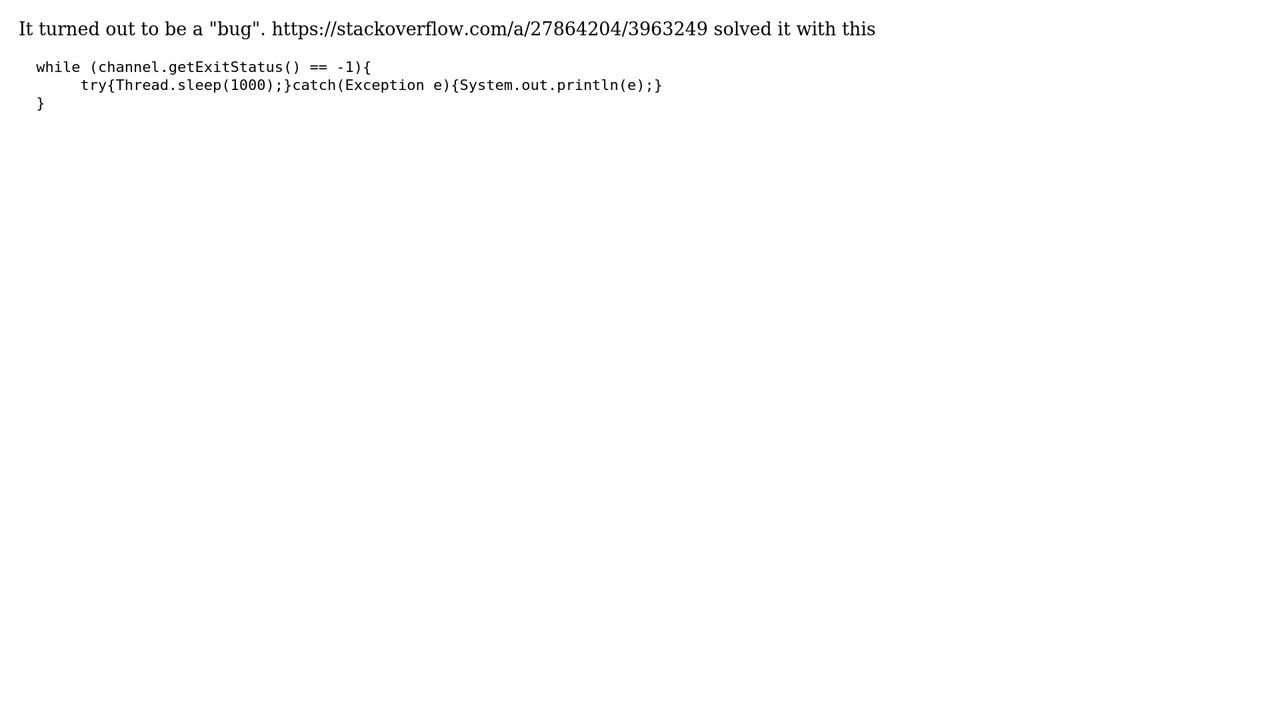 It turned out to be a "bug". https://stackoverflow.com/a/27864204/3963249 solved it with this
while (channel.getExitStatus() == -1){
     try{Thread.sleep(1000);}catch(Exception e){System.out.println(e);}
}